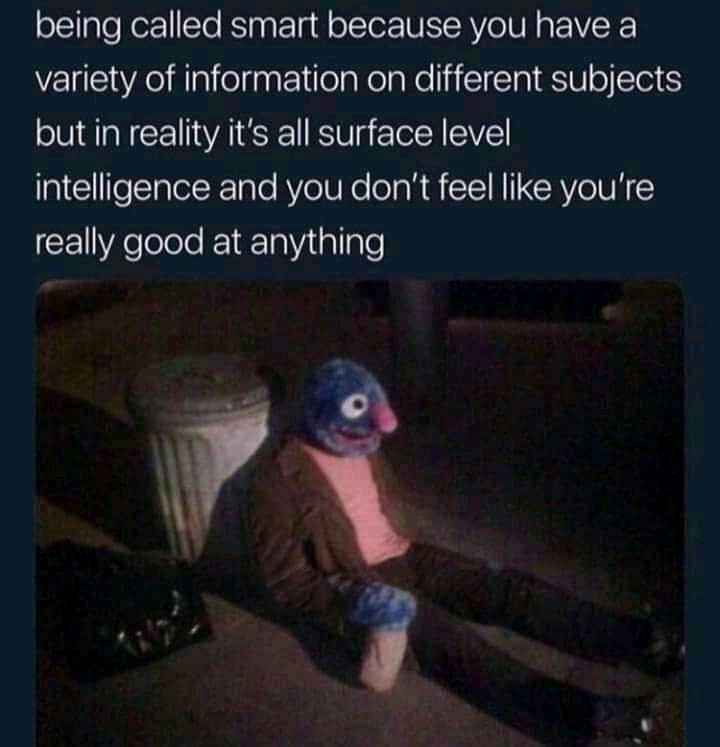 being called smart because you have a
variety of information on different subjects
but in reality it's all surface level
intelligence and you don't feel like you're
really good at anything